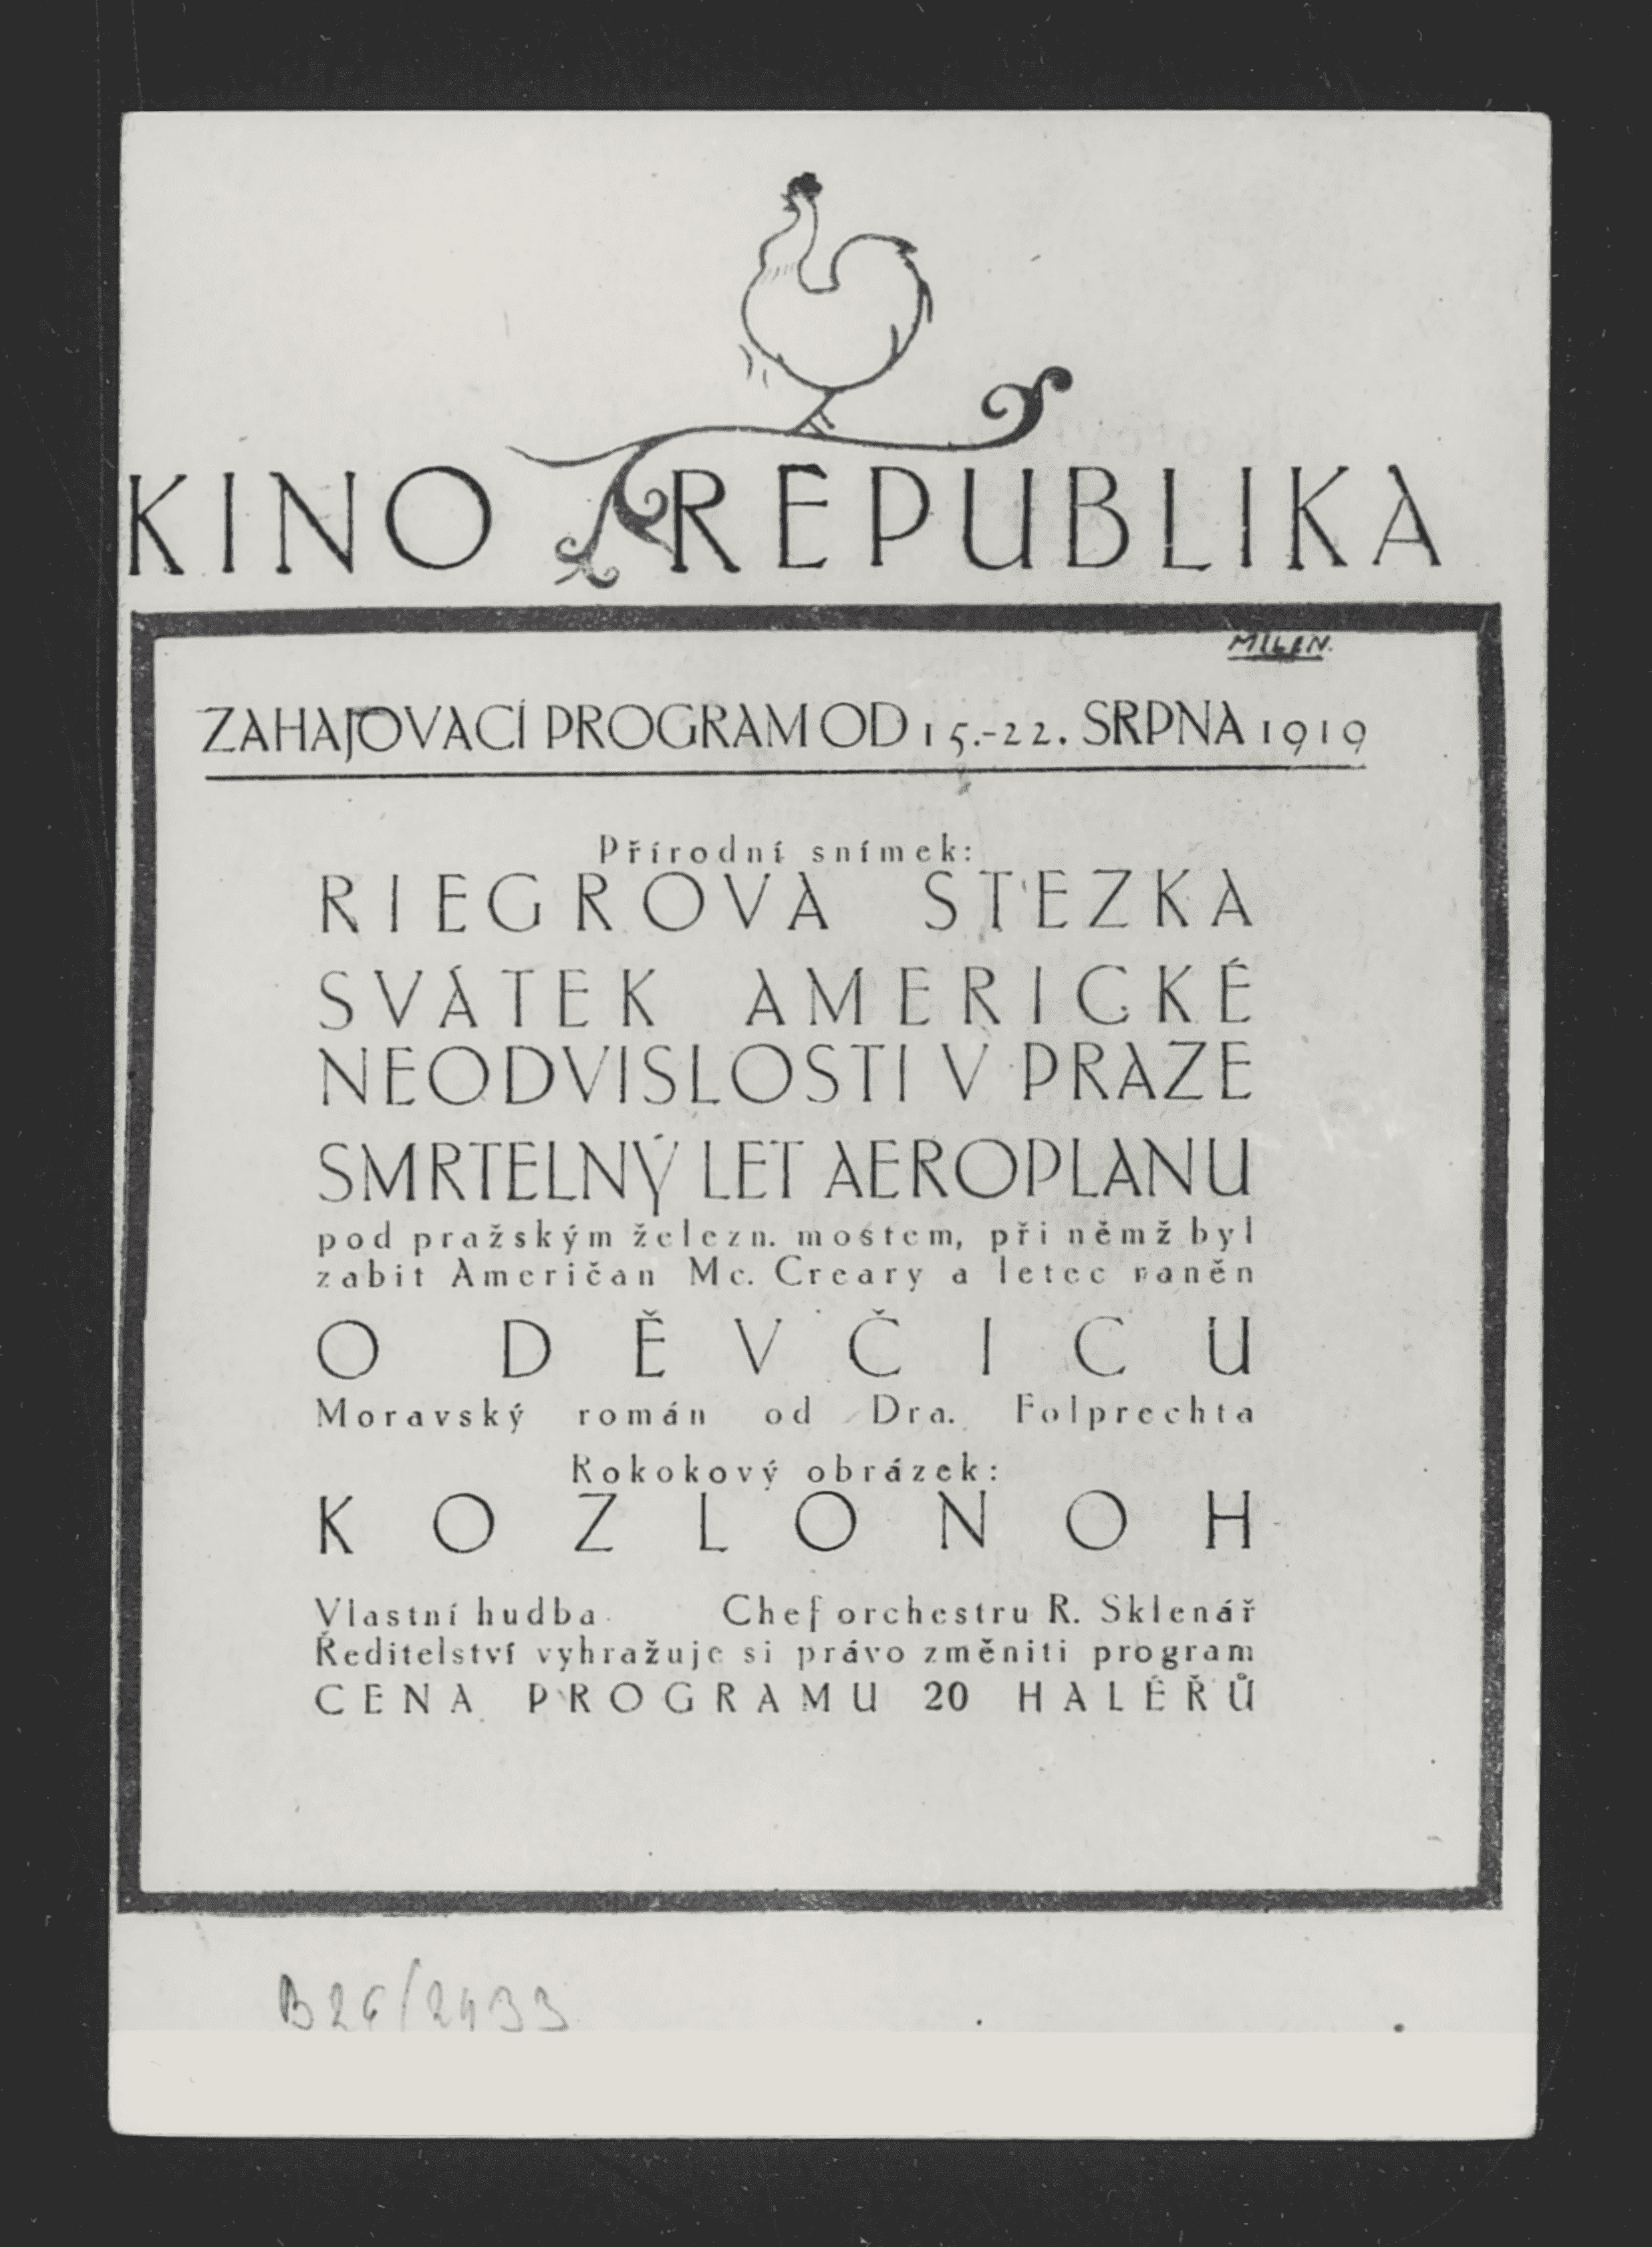 KINO REPUBLIKA
MILEN.
ZAHAJOVACÍ PROGRAM OD 15.-22. SRPNA 1919
Přírodní snímek:
RIEGROVA STEZKA
SVÁTEK AMERICKÉ
NEODVISLOSTI V PRAZE
SMRTELNÝ LET AEROPLANU
pod pražským železn. mostem, při němž byl
zabit Američan Mc. Creary a letec raněn
O DĚVČICU
Moravský román od Dra. Folprechta
Rokokový obrázek:
KOZLONOH
Vlastní hudba Chef orchestru R. Sklenář
Ředitelství vyhražuje si právo změniti program
CENA PROGRAMU 20 HALÉŘŮ
B26/2433